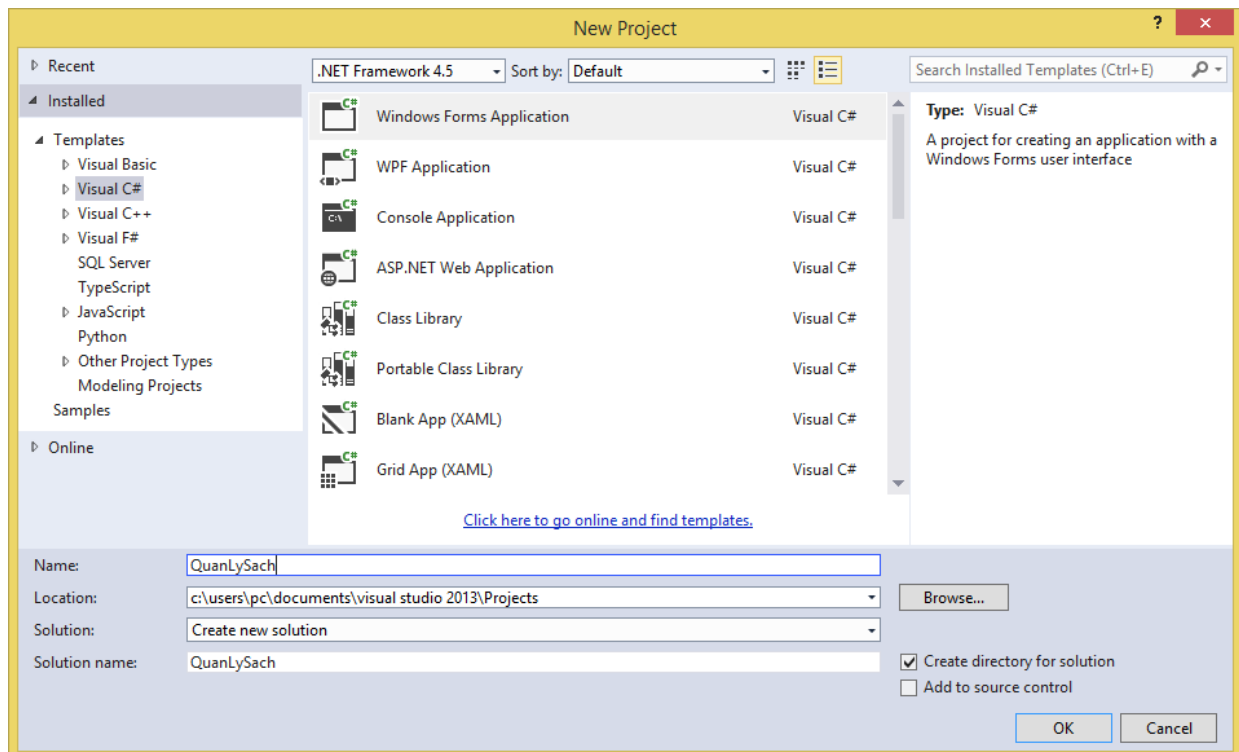 New Project
?
Recent
Installed
Templates
Visual Basic
Visual C#
Visual C++
Visual F#
SQL Server
TypeScript
JavaScript
Python
Other Project Types
Modeling Projects
Samples
Online
.NET Framework 4.5 Sort by: Default
C# Windows Forms Application Visual C#
C# WPF Application Visual C#
C# C:\ Console Application Visual C#
C# ASP.NET Web Application Visual C#
C# Class Library Visual C#
C# Portable Class Library Visual C#
C# Blank App (XAML) Visual C#
C# Grid App (XAML) Visual C#
Click here to go online and find templates.
Search Installed Templates (Ctrl+E)
Type: Visual C#
A project for creating an application with a
Windows Forms user interface
Name: QuanLySach
Location: c:\users\pc\documents\visual studio 2013\Projects Browse...
Solution: Create new solution
Solution name: QuanLySach
Create directory for solution
Add to source control
OK Cancel